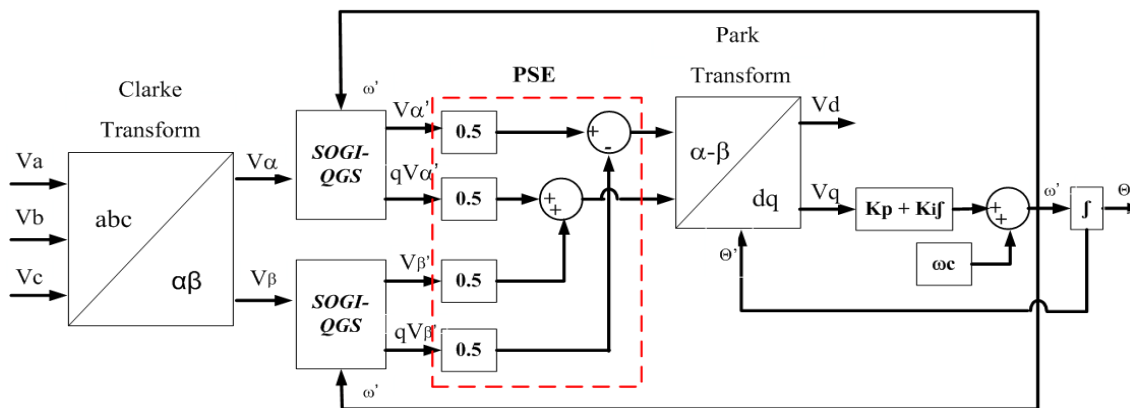 Park
Transform
PSE
Clarke
Transform
ω'
Vα'
0.5
+
-
Vd
Va
Vα
SOGI-
QGS
α-β
qVα'
0.5
+
+
dq
Vq
Kp + Ki∫
+
+
ω'
∫
Θ
Vb
abc
Θ'
ωc
Vc
αβ
Vβ
SOGI-
QGS
Vβ'
0.5
qVβ'
0.5
ω'